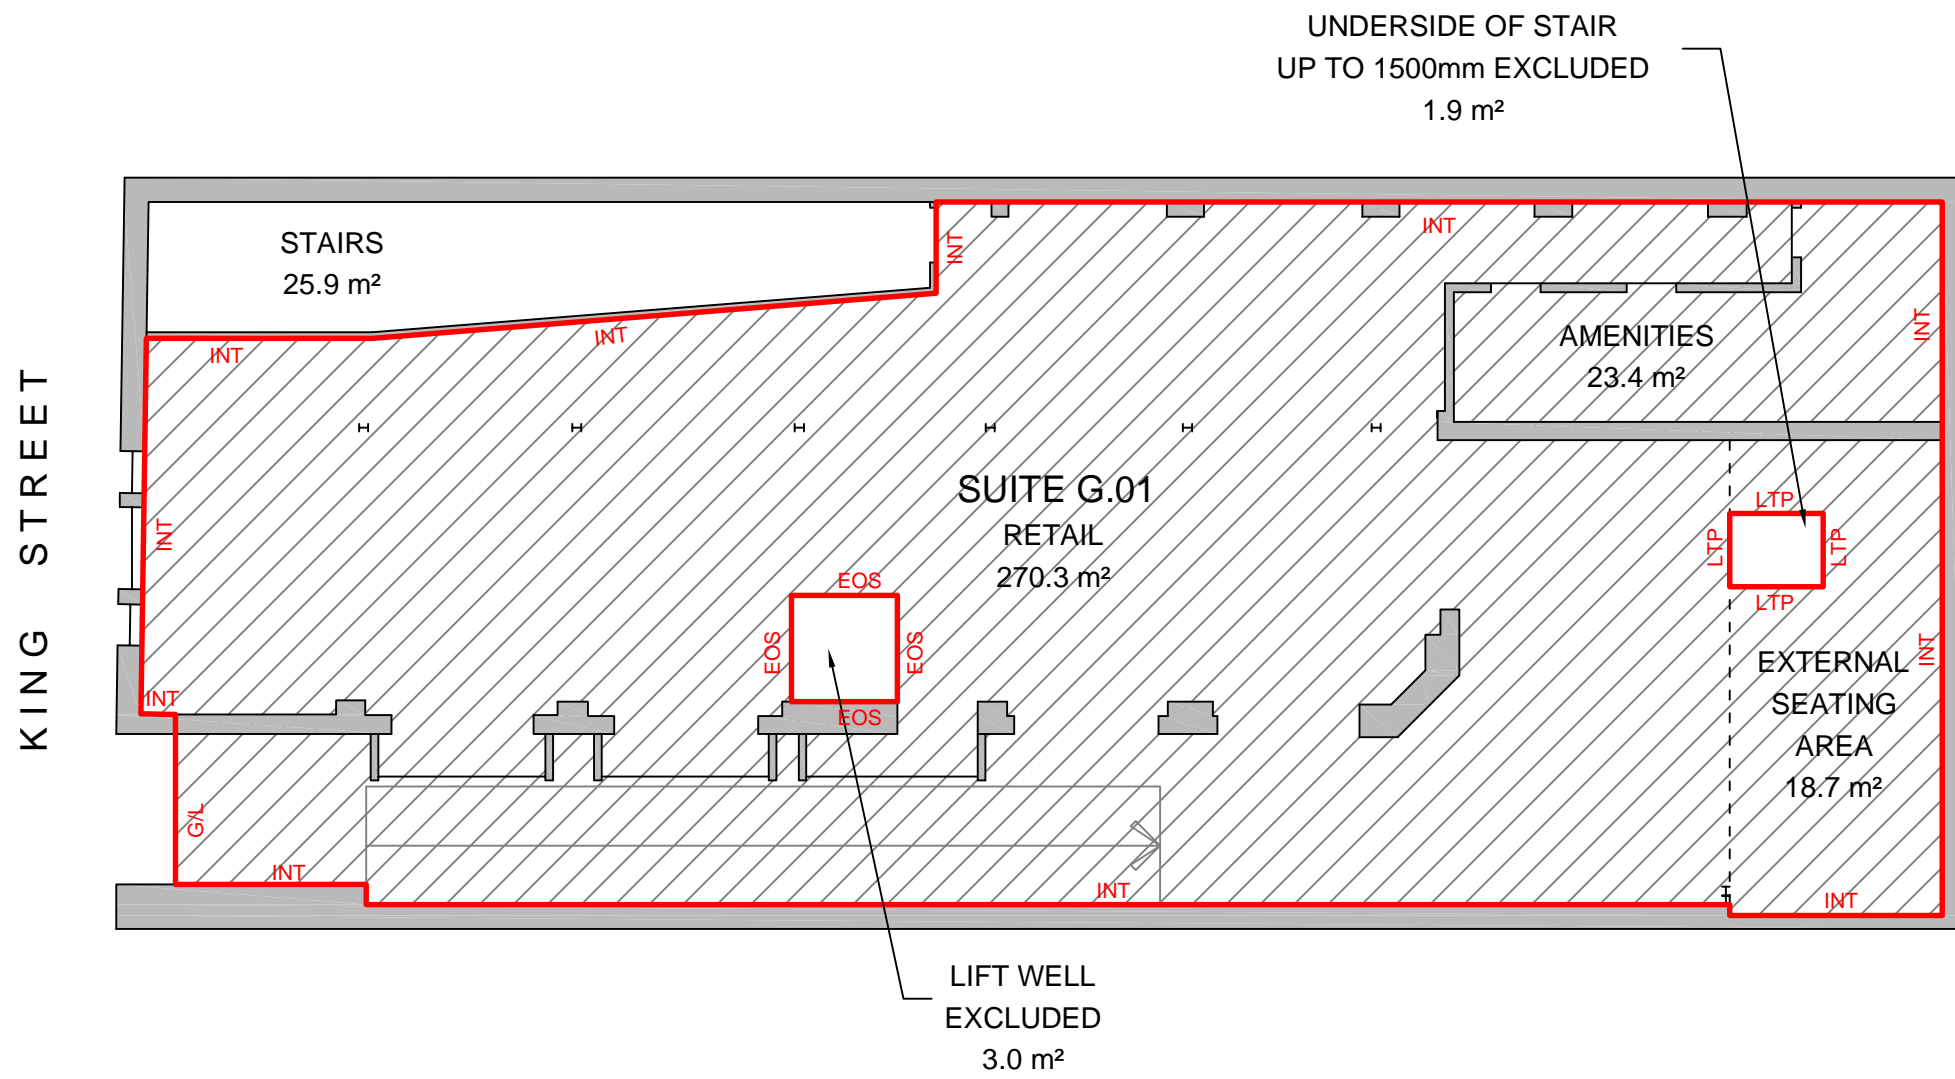 UNDERSIDE OF STAIR
UP TO 1500mm EXCLUDED
1.9 m²
STAIRS
25.9 m²
INT
INT
INT
INT
INT
AMENITIES
23.4 m²
KING STREET
SUITE G.01
RETAIL
270.3 m²
INT
LTP
LTP
LTP
LTP
EOS
EOS
EOS
EOS
INT
INT
EXTERNAL
SEATING
AREA
18.7 m²
G/L
INT
INT
INT
LIFT WELL
EXCLUDED
3.0 m²